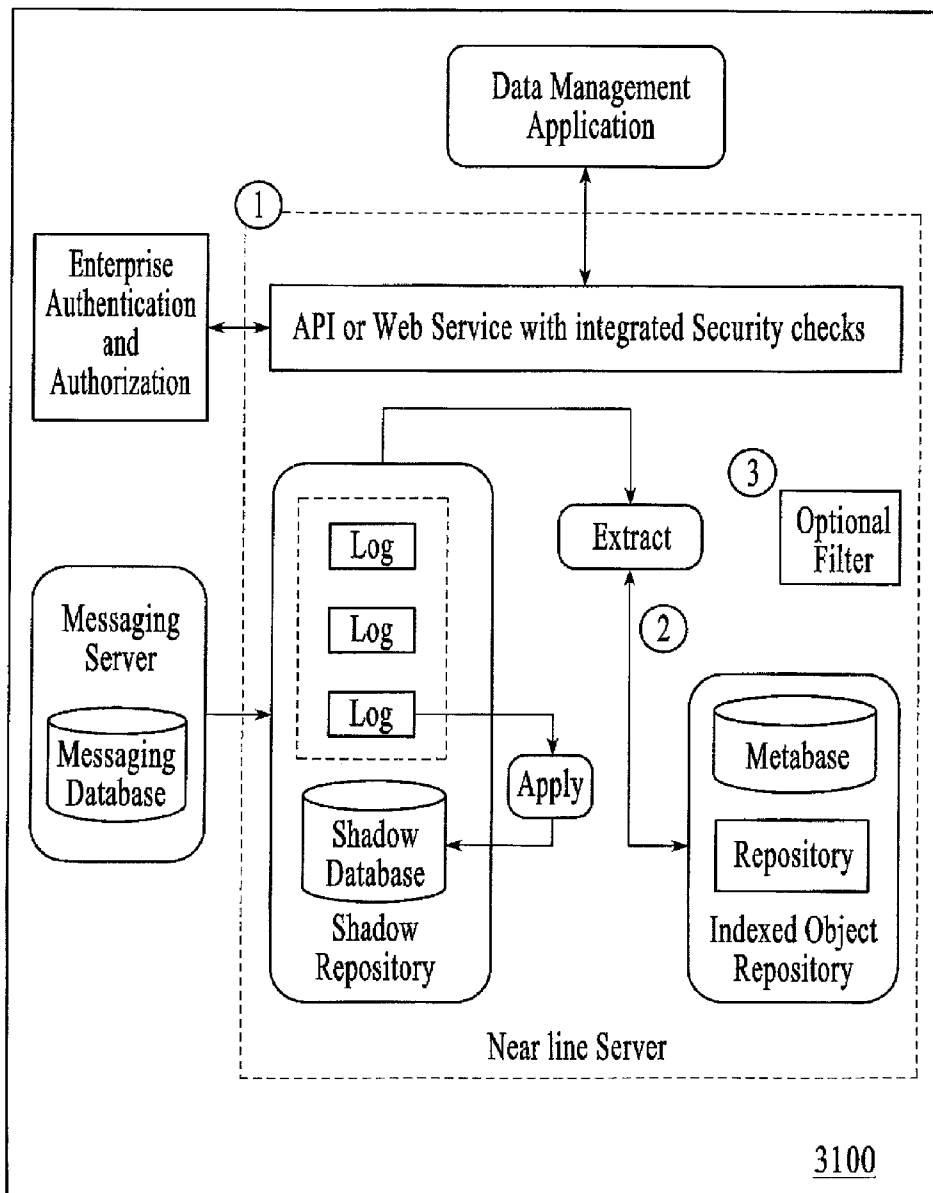 Data Management
Application
1
Enterprise
Authentication
and
Authorization
API or Web Service with integrated Security checks
3
Optional
Filter
Log
Extract
Messaging
Server
Log
2
Log
Messaging
Database
Apply
Metabase
Shadow
Database
Repository
Shadow
Repository
Indexed Object
Repository
Near line Server
3100